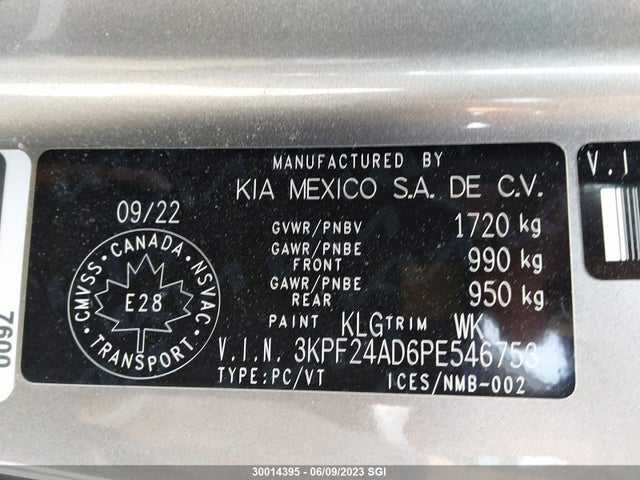 MANUFACTURED BY
KIA MEXICO S.A. DE C.V.
09/22
GVWR/PNBV 1720 kg
GAWR/PNBE FRONT 990 kg
GAWR/PNBE REAR 950 kg
PAINT KLG TRIM WK
V.I.N. 3KPF24AD6PE546753
TYPE:PC/VT ICES/NMB-002
CMVSS · CANADA · NSVAC
E28
TRANSPORT
V.I
0092
30014395 - 06/09/2023 SGI